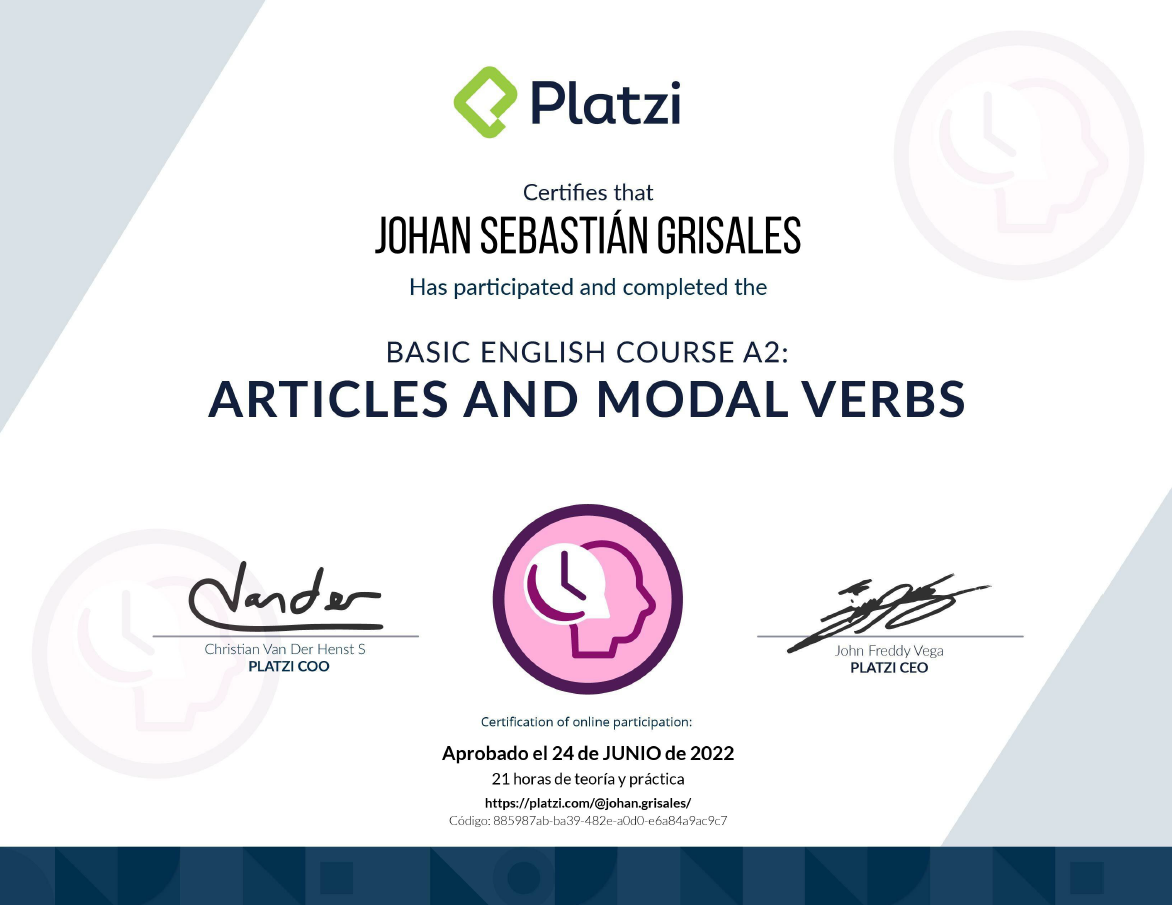 Platzi
Certifies that
JOHAN SEBASTIÁN GRISALES
Has participated and completed the
BASIC ENGLISH COURSE A2:
ARTICLES AND MODAL VERBS
Vander
Christian Van Der Henst S
PLATZI COO
John Freddy Vega
PLATZI CEO
Certification of online participation:
Aprobado el 24 de JUNIO de 2022
21 horas de teoría y práctica
https://platzi.com/@johan.grisales/
Código: 885987ab-ba39-482e-a0d0-e6a84a9ac9c7